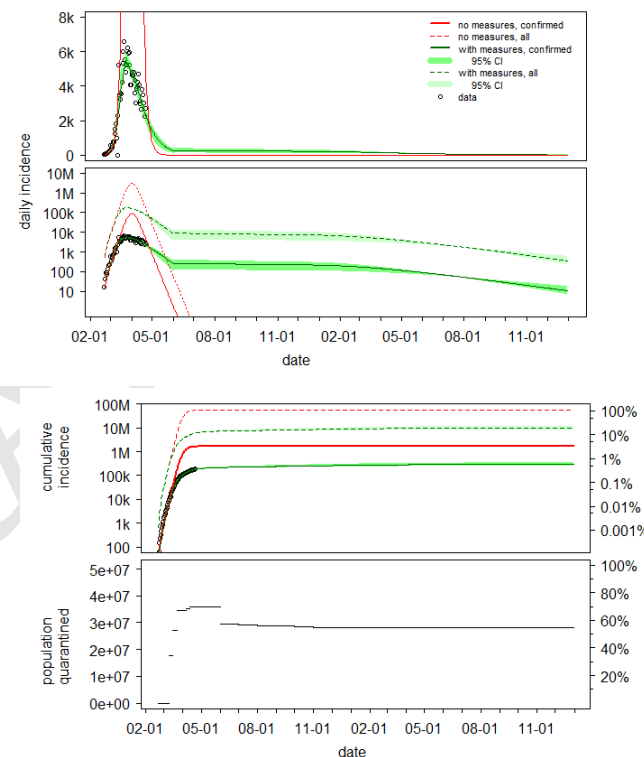 8k
6k
4k
2k
0
no measures, confirmed
no measures, all
with measures, confirmed
95% CI
with measures, all
95% CI
data
daily incidence
10M
1M
100k
10k
1k
100
10
02-01 05-01 08-01 11-01 02-01 05-01 08-01 11-01
date
cumulative
incidence
100M
10M
1M
100k
10k
1k
100
100%
10%
1%
0.1%
0.01%
0.001%
population
quarantined
5e+07
4e+07
3e+07
2e+07
1e+07
0e+00
100%
80%
60%
40%
20%
02-01 05-01 08-01 11-01 02-01 05-01 08-01 11-01
date